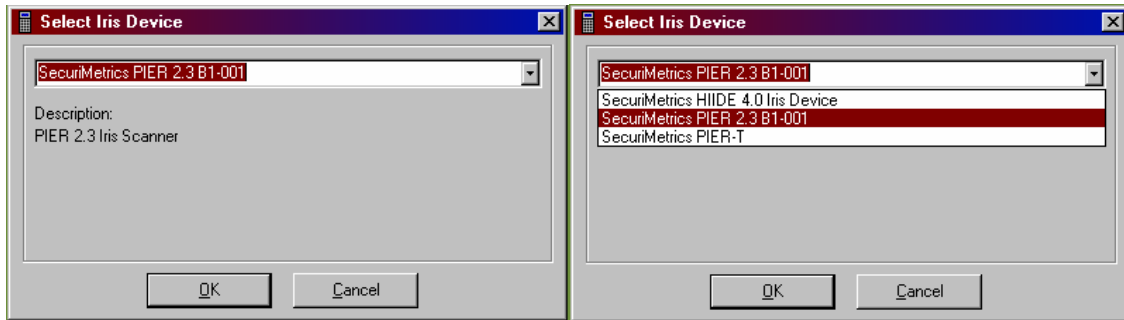 Select Iris Device
SecuriMetrics PIER 2.3 B1-001
Description:
PIER 2.3 Iris Scanner
OK
Cancel
Select Iris Device
SecuriMetrics PIER 2.3 B1-001
SecuriMetrics HIIDE 4.0 Iris Device
SecuriMetrics PIER 2.3 B1-001
SecuriMetrics PIER-T
OK
Cancel